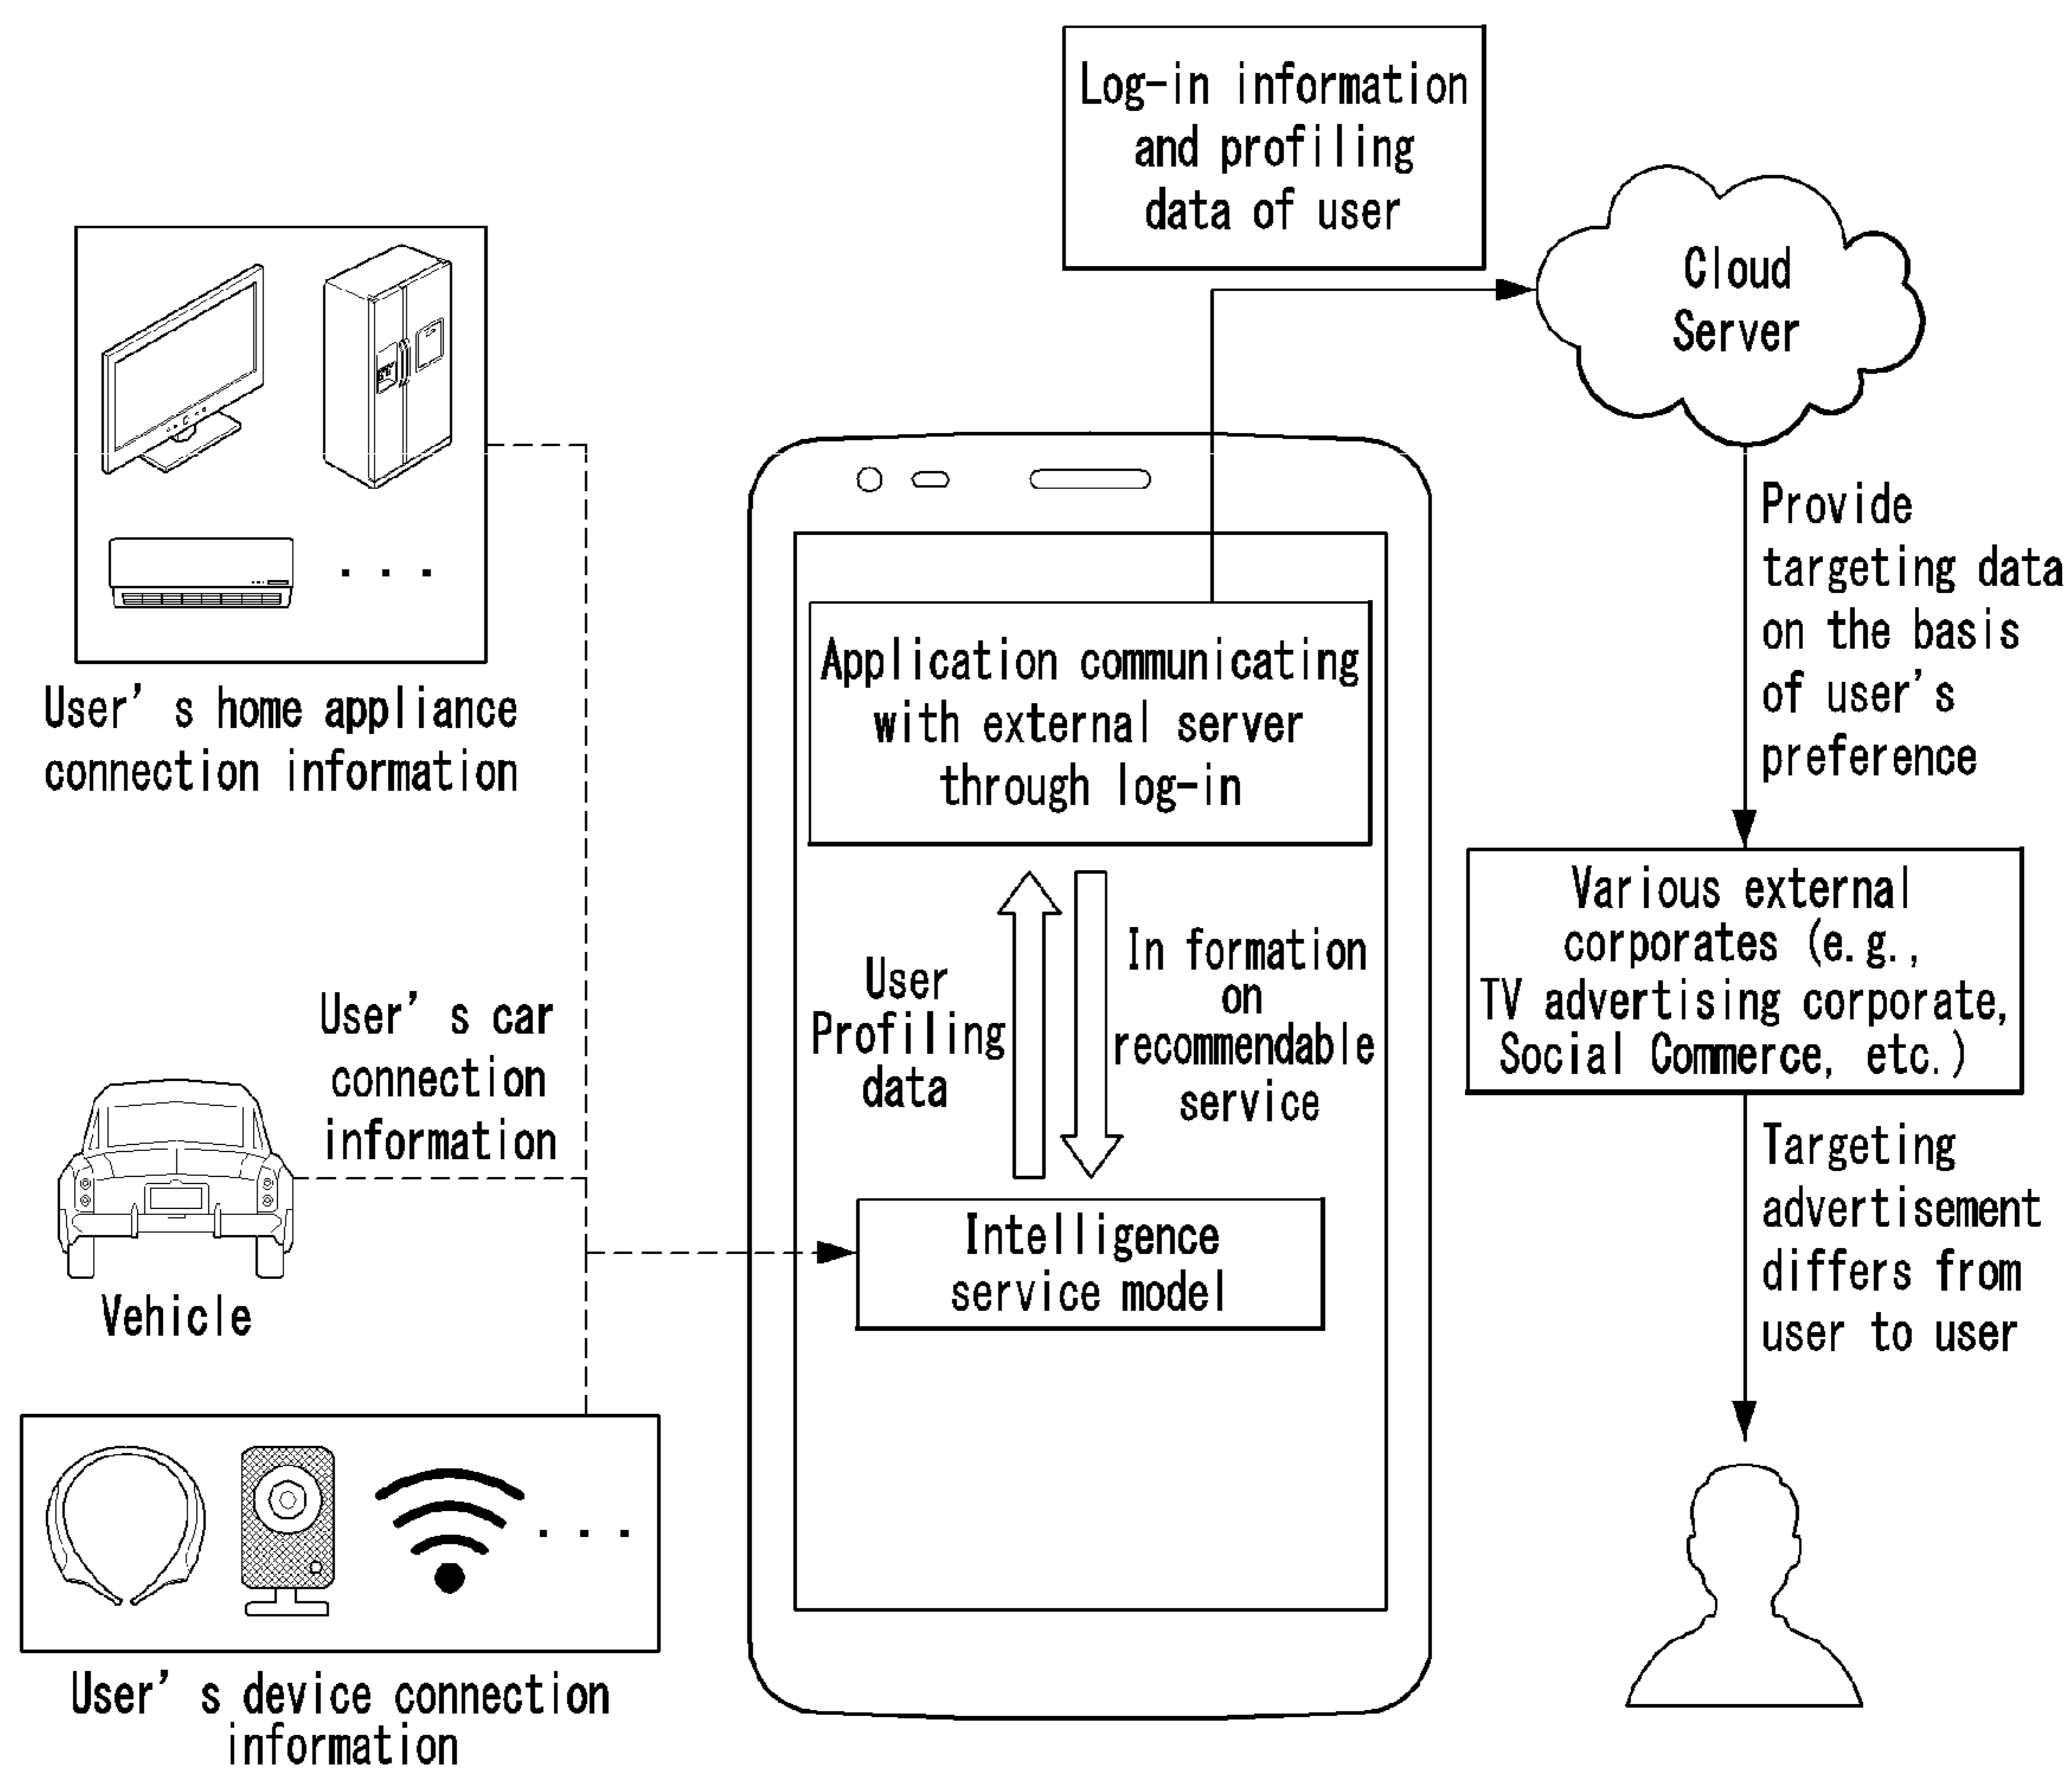 Log-in information
and profiling
data of user
Cloud
Server
User’s home appliance
connection information
Provide
targeting data
on the basis
of user's
preference
Application communicating
with external server
through log-in
User
Profiling
data
In formation
on
recommendable
service
Various external
corporates (e.g.,
TV advertising corporate,
Social Commerce, etc.)
User’s car
connection
information
Vehicle
Intelligence
service model
Targeting
advertisement
differs from
user to user
User’s device connection
information